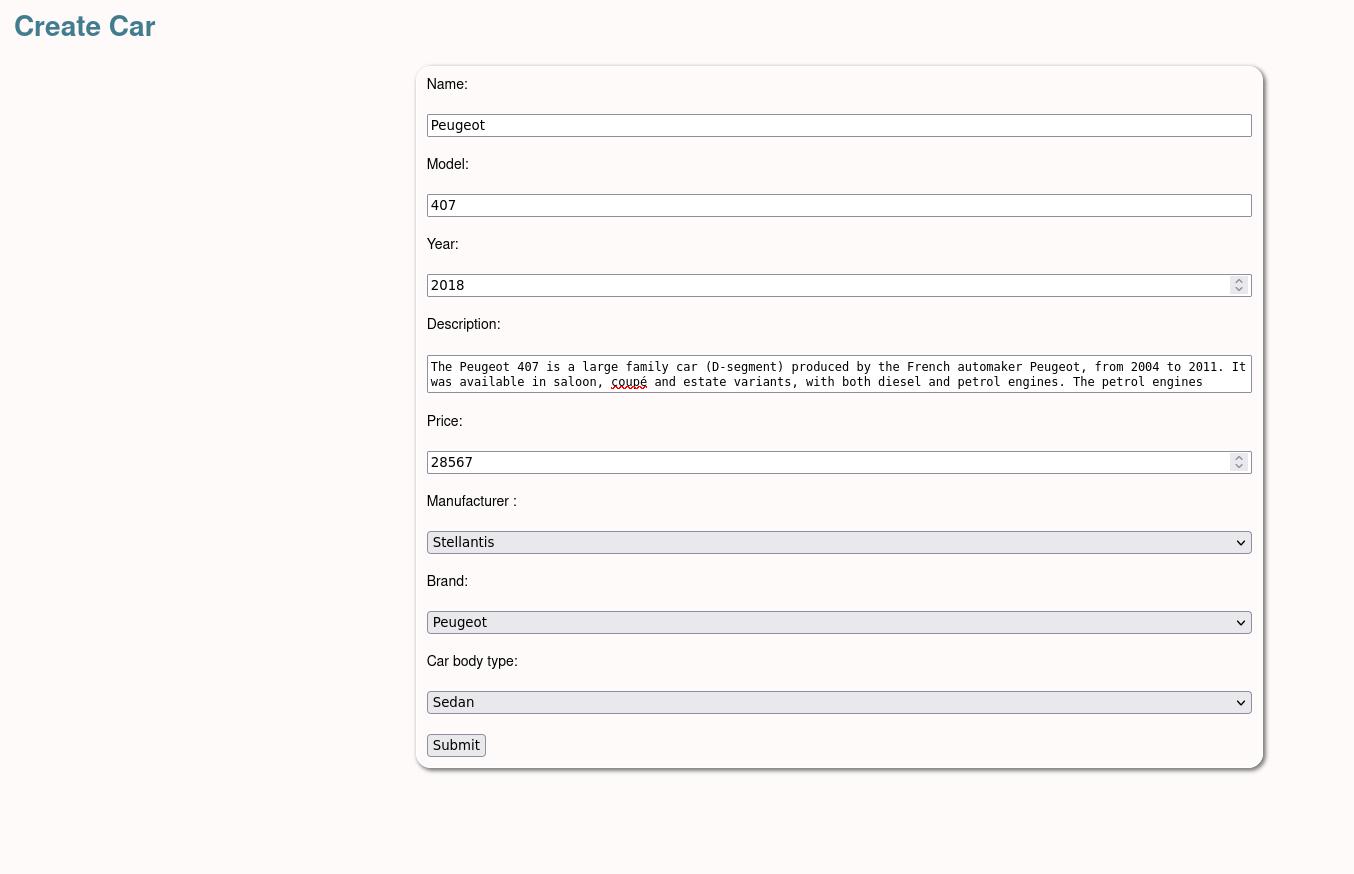 Create Car
Name:
Peugeot
Model:
407
Year:
2018
Description:
The Peugeot 407 is a large family car (D-segment) produced by the French automaker Peugeot, from 2004 to 2011. It
was available in saloon, coupé and estate variants, with both diesel and petrol engines. The petrol engines
Price:
28567
Manufacturer :
Stellantis
Brand:
Peugeot
Car body type:
Sedan
Submit